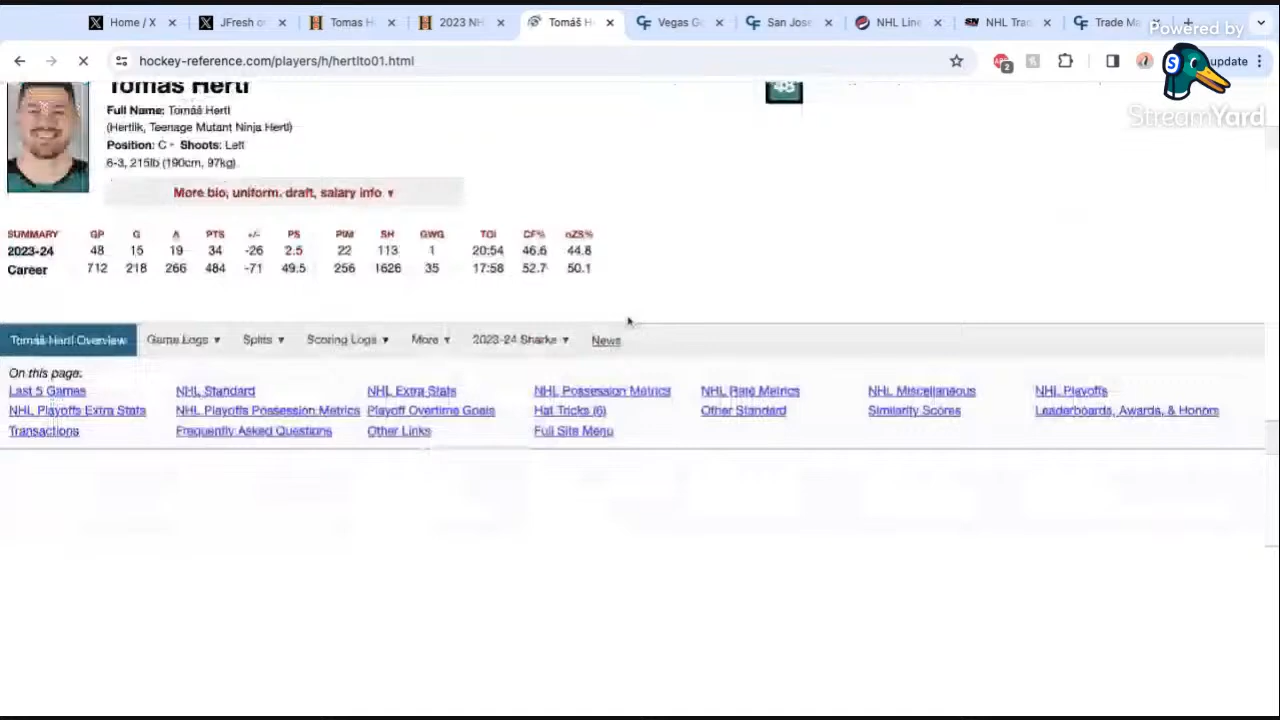 Home / X
JFresh o
Tomas H
2023 NH
Tomáš H
Vegas G
San Jose
NHL Line
NHL Tra
Trade Ma
Powered by
hockey-reference.com/players/h/hertlto01.html
update
StreamYard
Tomáš Hertl
48
Full Name: Tomáš Hertl
(Hertlik, Teenage Mutant Ninja Hertl)
Position: C • Shoots: Left
6-3, 215lb (190cm, 97kg)
More bio, uniform, draft, salary info ▼
SUMMARY GP G A PTS +/- PS PIM SH GWG TOI CF% oZS%
2023-24 48 15 19 34 -26 2.5 22 113 1 20:54 46.6 44.8
Career 712 218 266 484 -71 49.5 256 1626 35 17:58 52.7 50.1
Tomáš Hertl Overview Game Logs ▼ Splits ▼ Scoring Logs ▼ More ▼ 2023-24 Sharks ▼ News
On this page:
Last 5 Games NHL Standard NHL Extra Stats NHL Possession Metrics NHL Rate Metrics NHL Miscellaneous NHL Playoffs
NHL Playoffs Extra Stats NHL Playoffs Possession Metrics Playoff Overtime Goals Hat Tricks (6) Other Standard Similarity Scores Leaderboards, Awards, & Honors
Transactions Frequently Asked Questions Other Links Full Site Menu